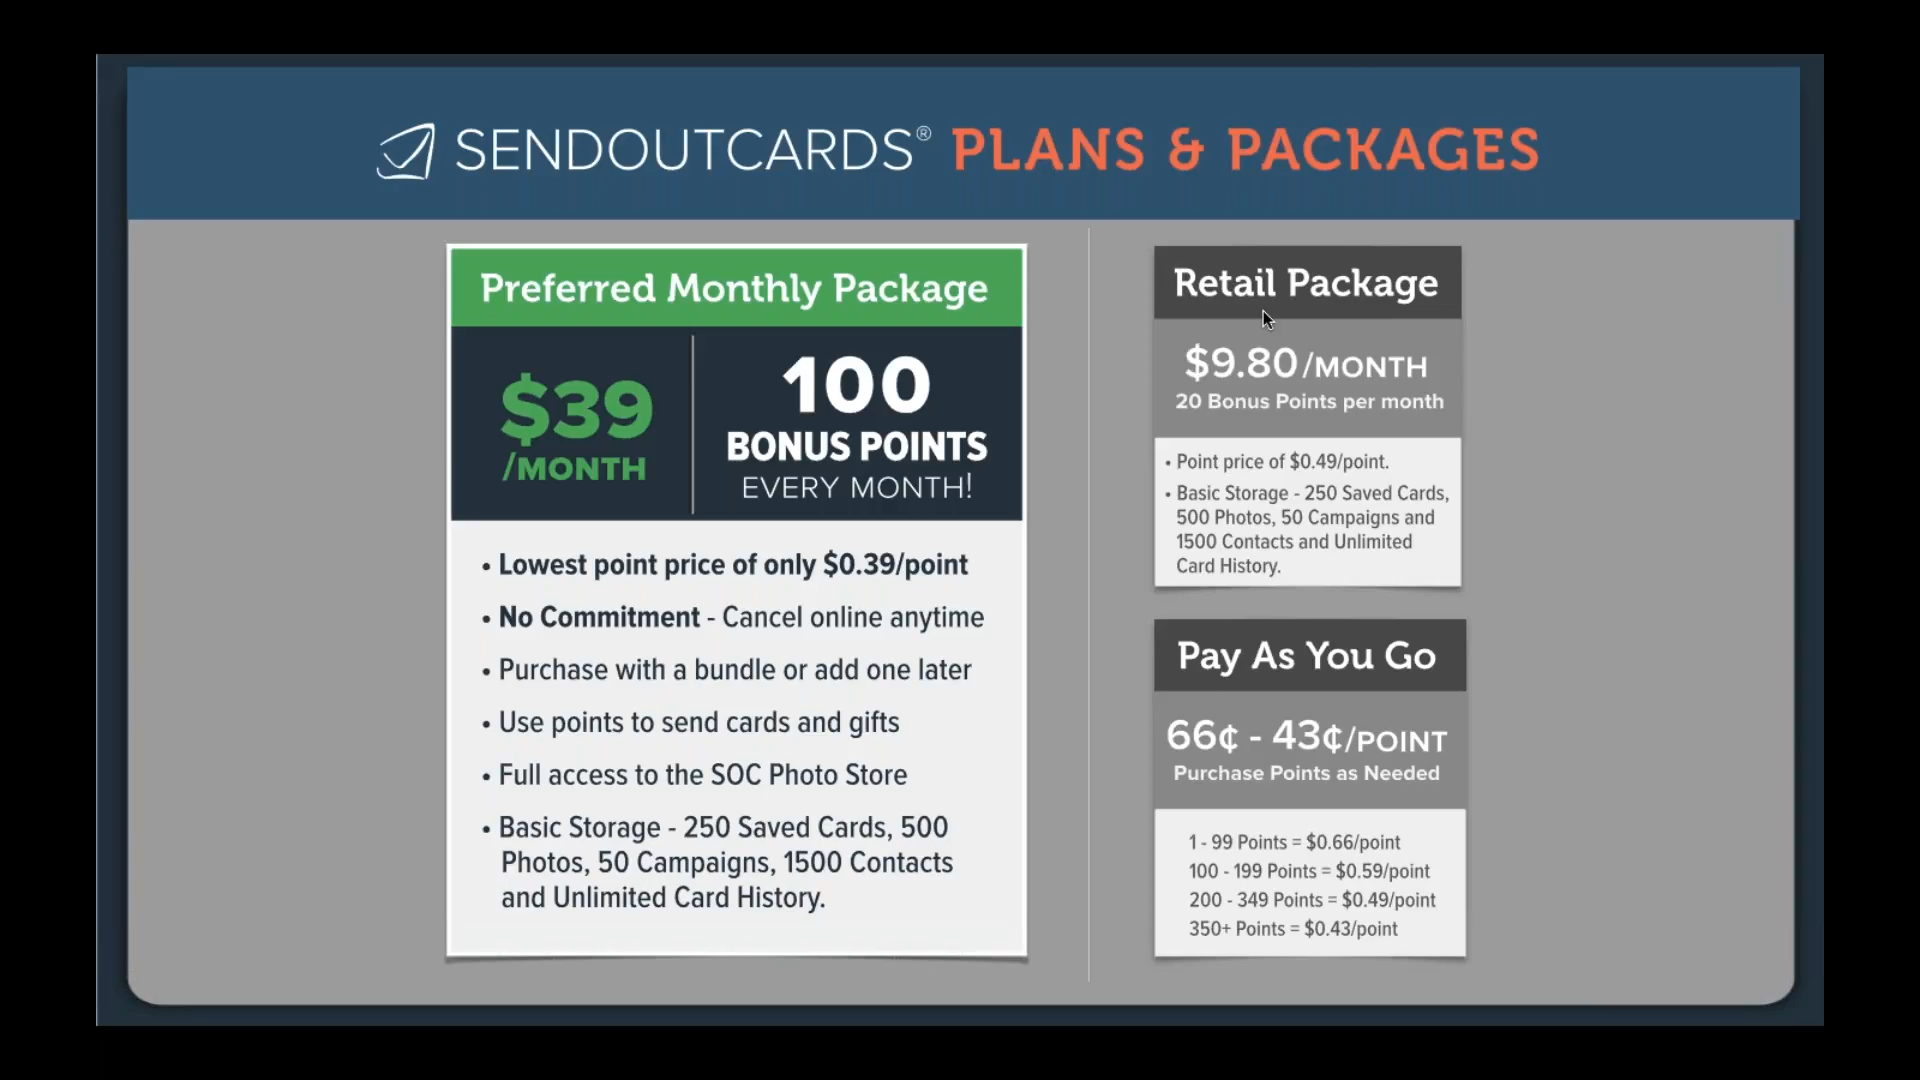 SENDOUTCARDS® PLANS & PACKAGES
Preferred Monthly Package
$39
/MONTH
100
BONUS POINTS
EVERY MONTH!
• Lowest point price of only $0.39/point
• No Commitment - Cancel online anytime
• Purchase with a bundle or add one later
• Use points to send cards and gifts
• Full access to the SOC Photo Store
• Basic Storage - 250 Saved Cards, 500
Photos, 50 Campaigns, 1500 Contacts
and Unlimited Card History.
Retail Package
$9.80/MONTH
20 Bonus Points per month
• Point price of $0.49/point.
• Basic Storage - 250 Saved Cards,
500 Photos, 50 Campaigns and
1500 Contacts and Unlimited
Card History.
Pay As You Go
66¢ - 43¢/POINT
Purchase Points as Needed
1 - 99 Points = $0.66/point
100 - 199 Points = $0.59/point
200 - 349 Points = $0.49/point
350+ Points = $0.43/point